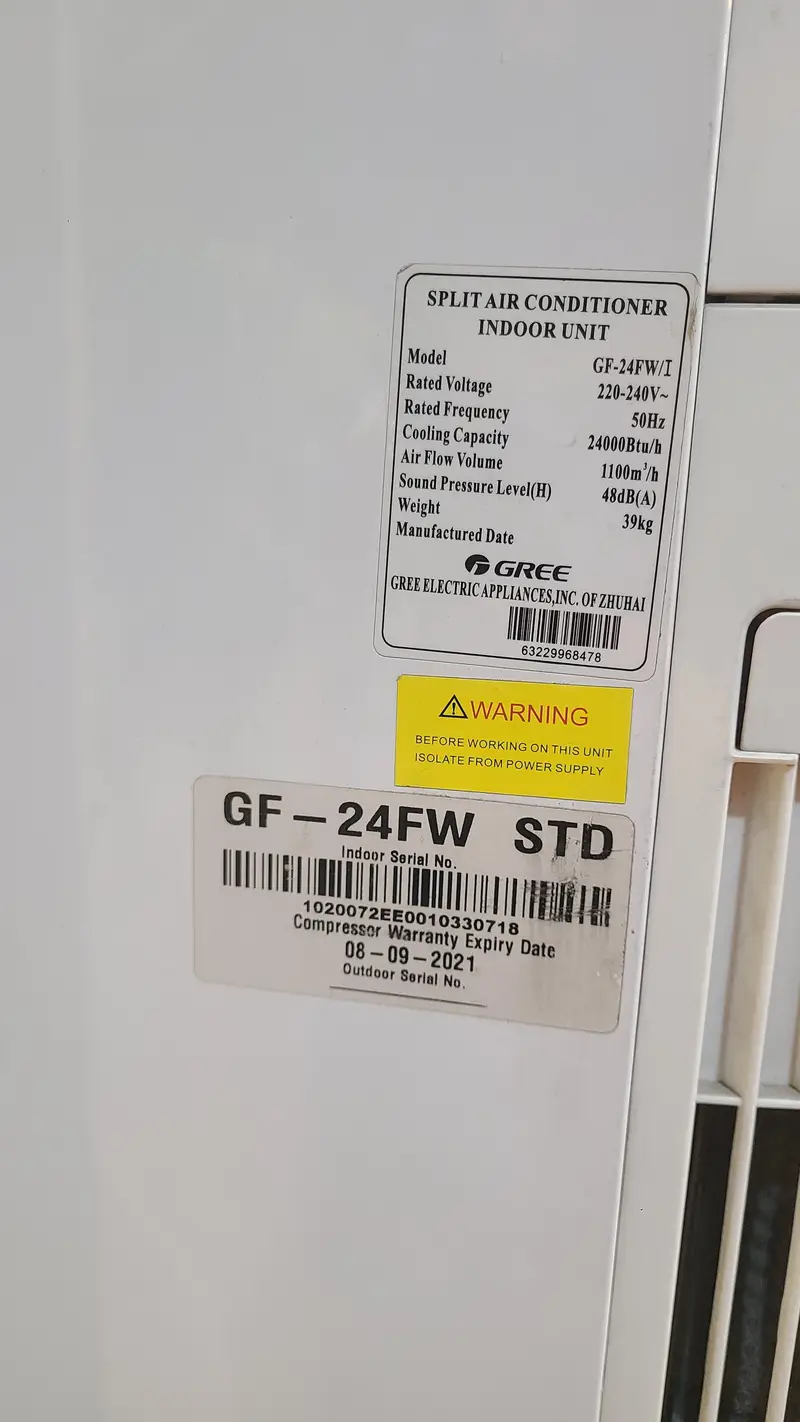 SPLIT AIR CONDITIONER
INDOOR UNIT
Model GF-24FW/I
Rated Voltage 220-240V~
Rated Frequency 50Hz
Cooling Capacity 24000Btu/h
Air Flow Volume 1100m³/h
Sound Pressure Level(H) 48dB(A)
Weight 39kg
Manufactured Date
GREE
GREE ELECTRIC APPLIANCES,INC. OF ZHUHAI
63229968478
WARNING
BEFORE WORKING ON THIS UNIT
ISOLATE FROM POWER SUPPLY
GF-24FW STD
Indoor Serial No.
1020072EE0010330718
Compressor Warranty Expiry Date
08-09-2021
Outdoor Serial No.